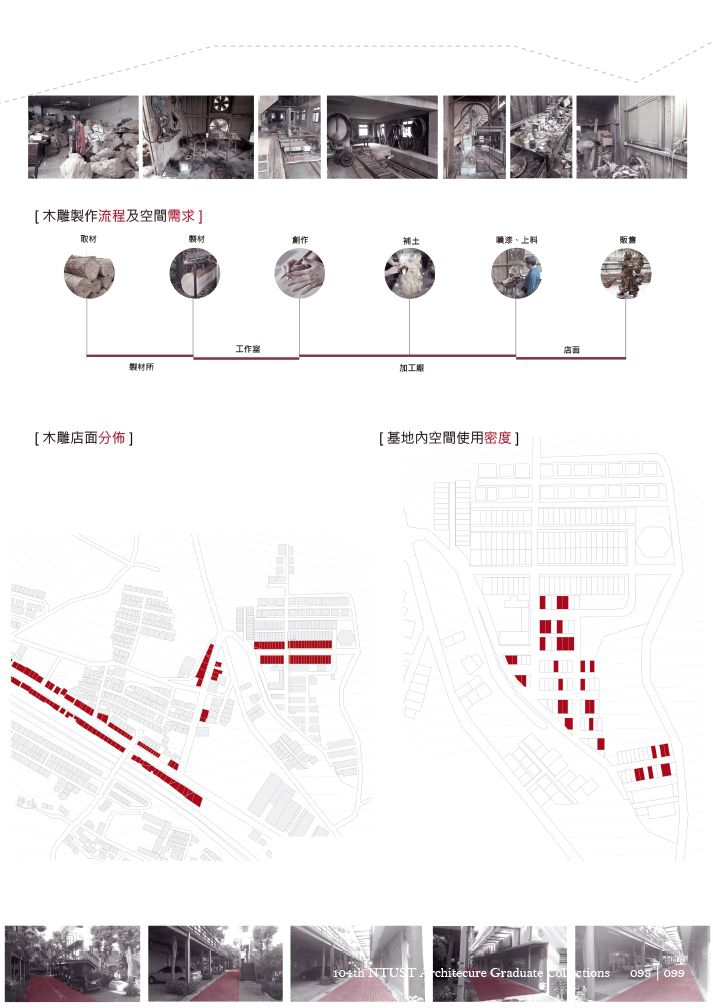 [ 木雕製作流程及空間需求 ]
取材 製材 創作 補土 噴漆、上料 販售
工作室 店面
製材所 加工廠
[ 木雕店面分佈 ] [ 基地內空間使用密度 ]
104th NTUST Architecure Graduate Collections 098 | 099